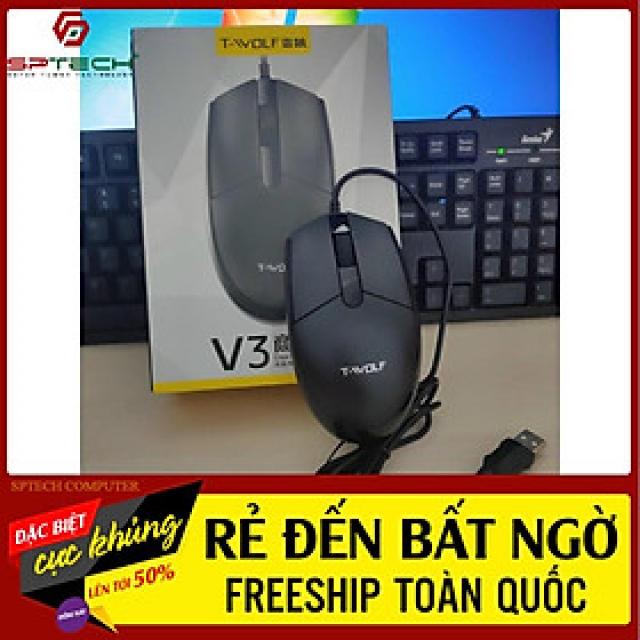 SPTECH
T-WOLF
T-WOLF
V3
T-WOLF
Genius
SPTECH COMPUTER
ĐẶC BIỆT
CỰC KHỦNG
LÊN TỚI 50%
RẺ ĐẾN BẤT NGỜ
FREESHIP TOÀN QUỐC